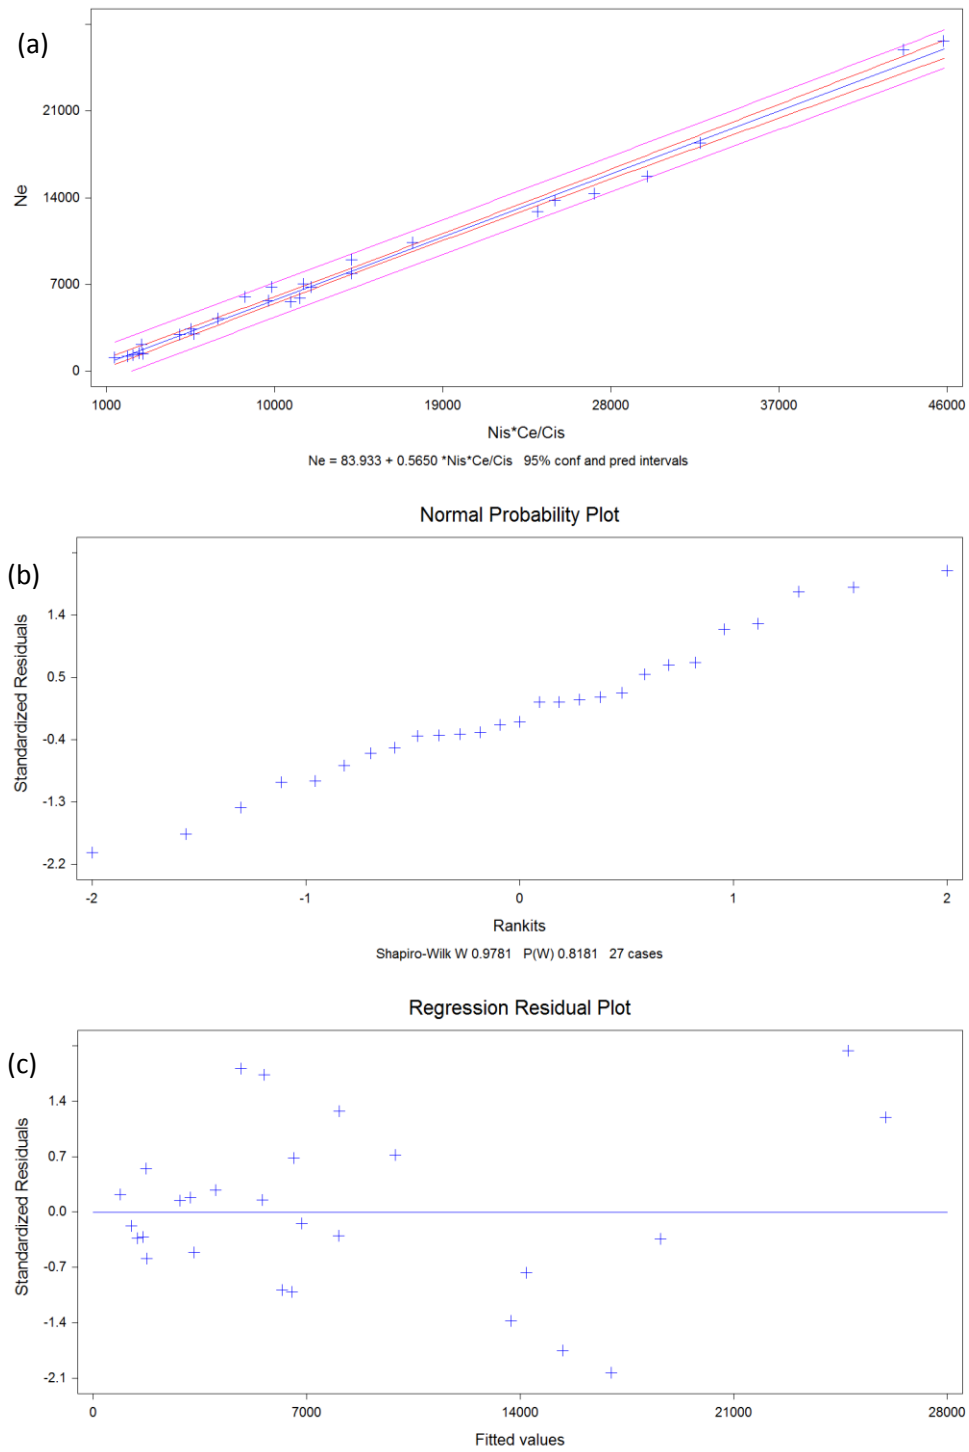 (a)
Ne
21000
14000
7000
0
1000 10000 19000 28000 37000 46000
Nis*Ce/Cis
Ne = 83.933 + 0.5650 *Nis*Ce/Cis 95% conf and pred intervals
Normal Probability Plot
(b)
Standardized Residuals
1.4
0.5
-0.4
-1.3
-2.2
-2 -1 0 1 2
Rankits
Shapiro-Wilk W 0.9781 P(W) 0.8181 27 cases
Regression Residual Plot
(c)
Standardized Residuals
1.4
0.7
0.0
-0.7
-1.4
-2.1
0 7000 14000 21000 28000
Fitted values